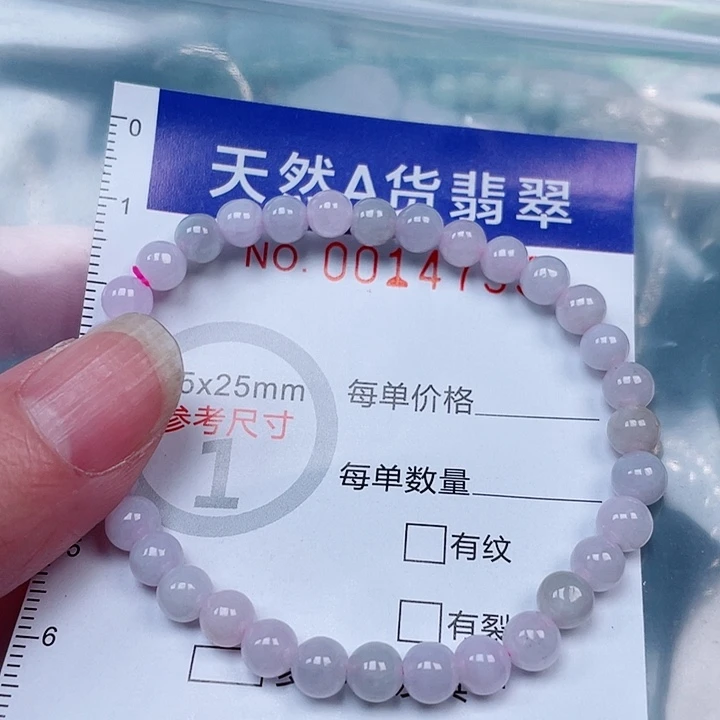 0
天然A货翡翠
1
NO. 00147
5x25mm
每单价格
参考尺寸
1
每单数量
有纹
有裂
6